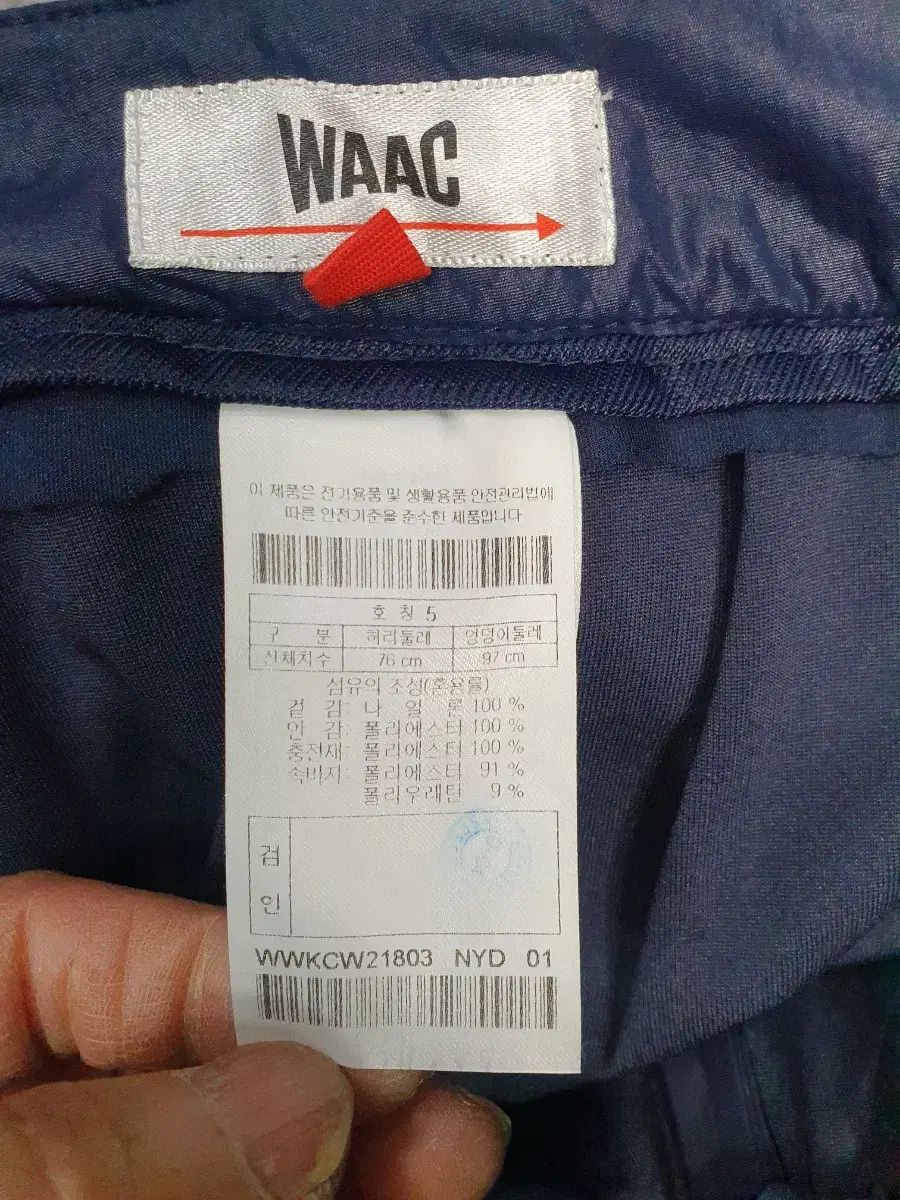 WAAC
이 제품은 전기용품 및 생활용품 안전관리법에
따른 안전기준을 준수한 제품입니다
호 칭 5
구 분 허리둘레 엉덩이둘레
신체치수 76 cm 97 cm
섬유의 조성(혼용률)
겉 감: 나 일 론 100 %
안 감: 폴리에스터 100 %
충전재: 폴리에스터 100 %
속바지: 폴리에스터 91 %
폴리우레탄 9 %
검
인
WWKCW21803 NYD 01